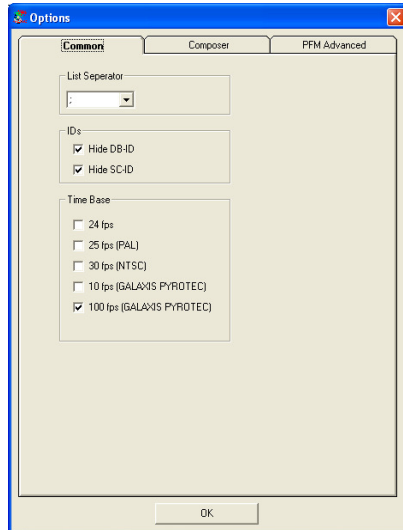 Options
Common Composer PFM Advanced
List Seperator
;
IDs
Hide DB-ID
Hide SC-ID
Time Base
24 fps
25 fps (PAL)
30 fps (NTSC)
10 fps (GALAXIS PYROTEC)
100 fps (GALAXIS PYROTEC)
OK